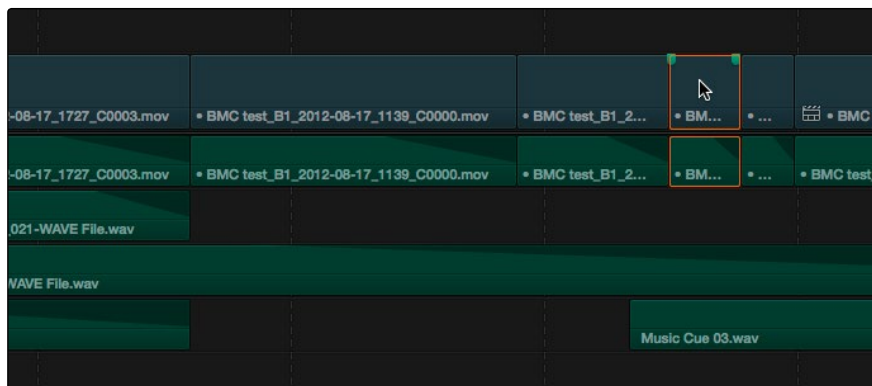 -08-17_1727_C0003.mov • BMC test_B1_2012-08-17_1139_C0000.mov • BMC test_B1_2... • BM... • ... • BMC
-08-17_1727_C0003.mov • BMC test_B1_2012-08-17_1139_C0000.mov • BMC test_B1_2... • BM... • ... • BMC test
_021-WAVE File.wav
WAVE File.wav
Music Cue 03.wav